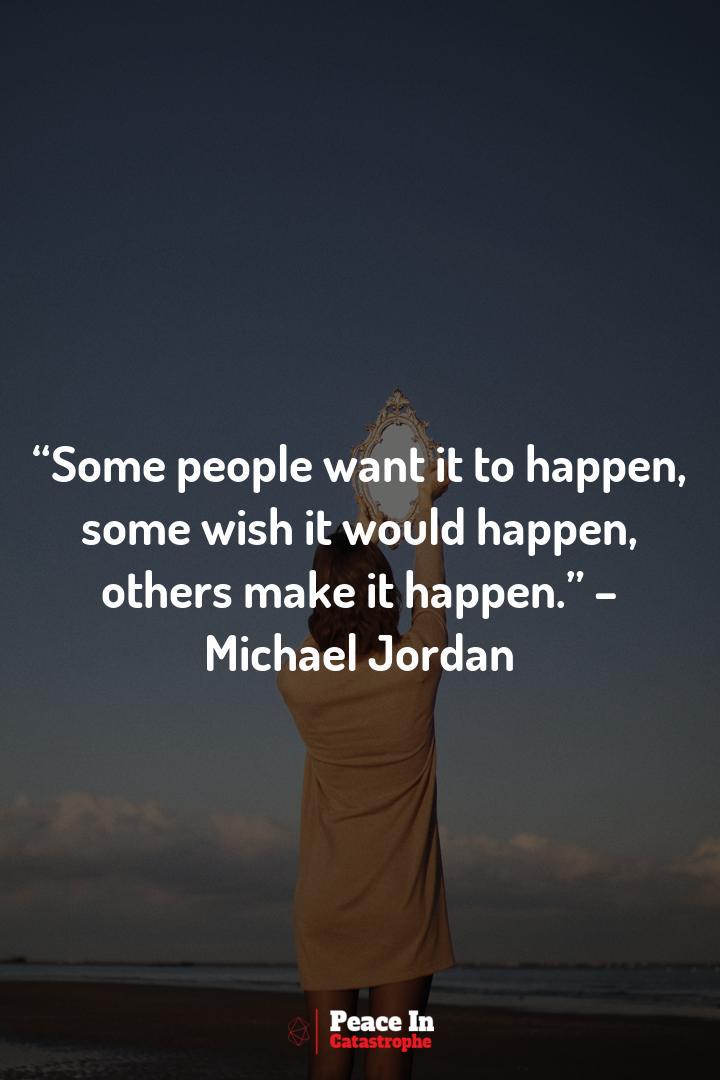 “Some people want it to happen,
some wish it would happen,
others make it happen.” –
Michael Jordan
Peace In
Catastrophe